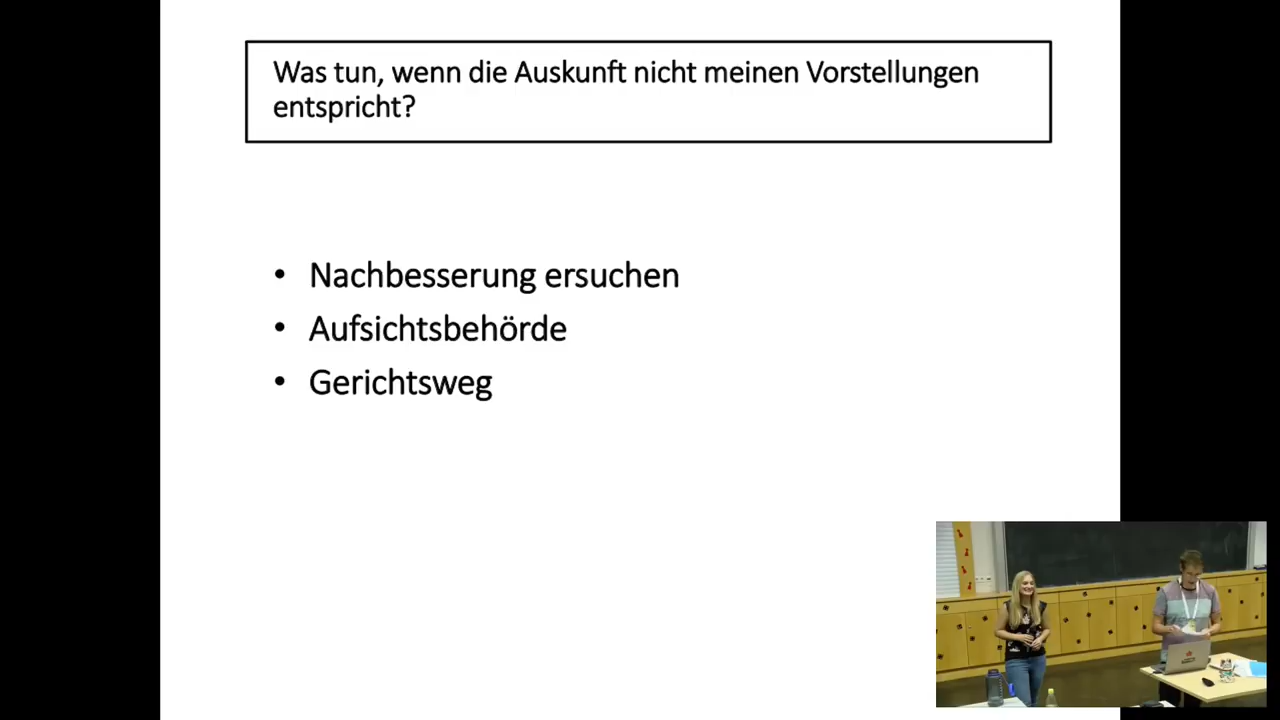 Was tun, wenn die Auskunft nicht meinen Vorstellungen
entspricht?
• Nachbesserung ersuchen
• Aufsichtsbehörde
• Gerichtsweg